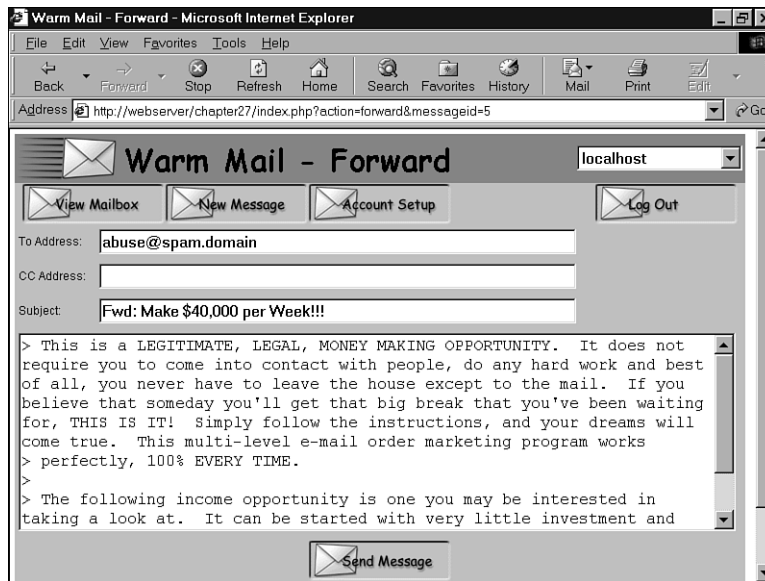 Warm Mail - Forward - Microsoft Internet Explorer
File Edit View Favorites Tools Help
Back Forward Stop Refresh Home Search Favorites History Mail Print Edit
Address http://webserver/chapter27/index.php?action=forward&messageid=5 Go
Warm Mail - Forward localhost
View Mailbox New Message Account Setup Log Out
To Address: abuse@spam.domain
CC Address:
Subject: Fwd: Make $40,000 per Week!!!
> This is a LEGITIMATE, LEGAL, MONEY MAKING OPPORTUNITY. It does not
require you to come into contact with people, do any hard work and best
of all, you never have to leave the house except to the mail. If you
believe that someday you'll get that big break that you've been waiting
for, THIS IS IT! Simply follow the instructions, and your dreams will
come true. This multi-level e-mail order marketing program works
> perfectly, 100% EVERY TIME.
>
> The following income opportunity is one you may be interested in
taking a look at. It can be started with very little investment and
Send Message